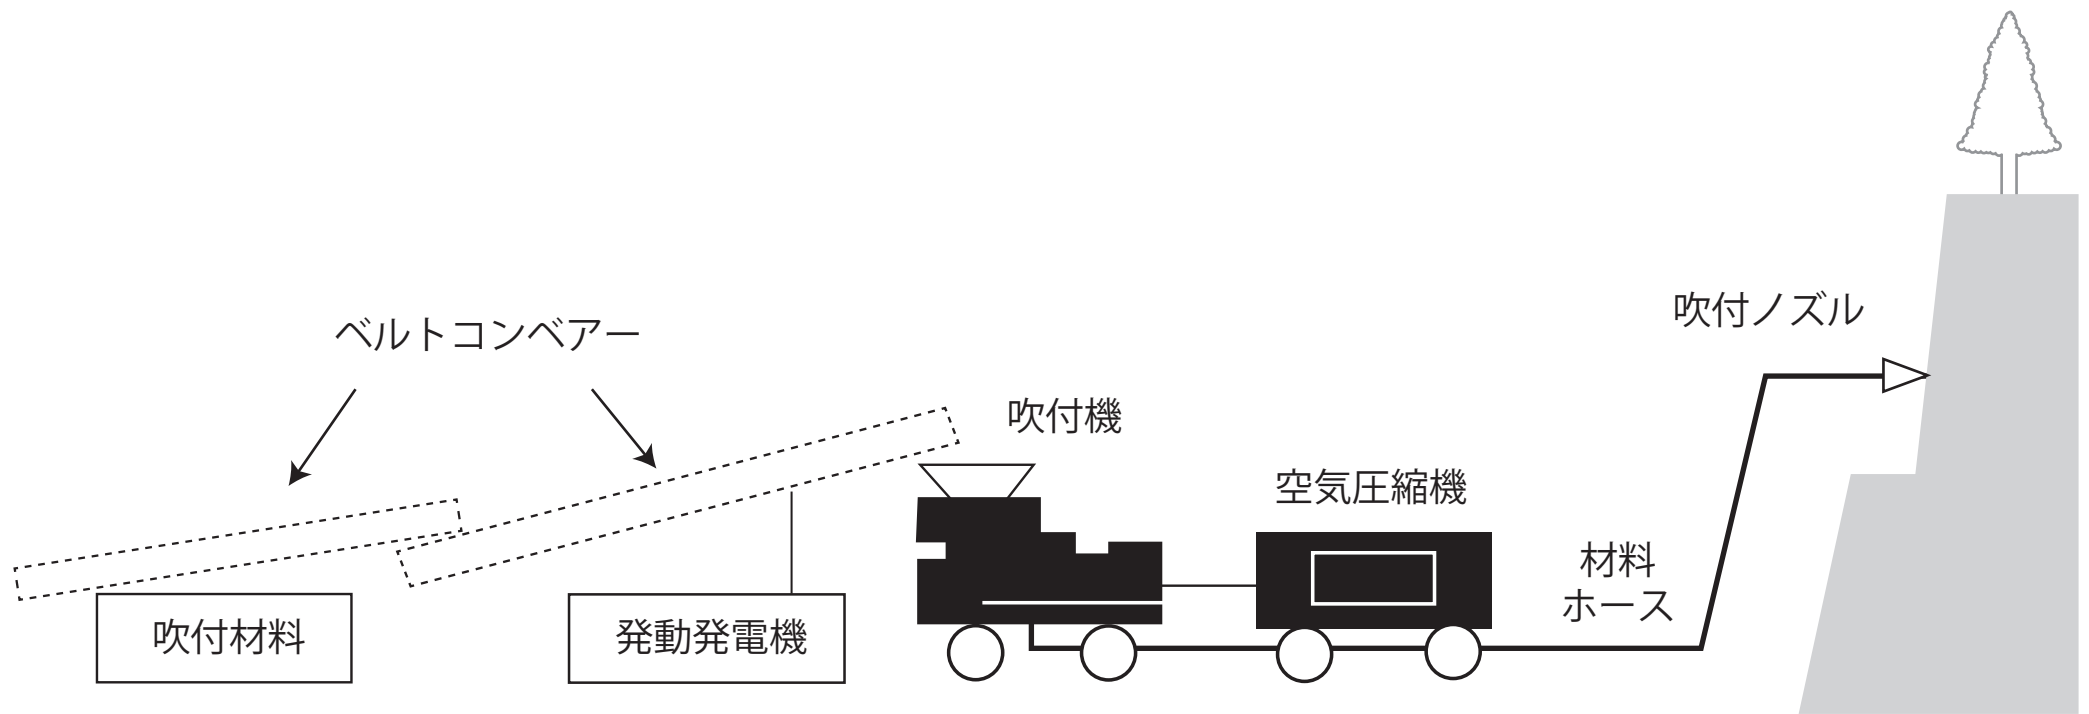 ベルトコンベアー
吹付材料
発動発電機
吹付機
空気圧縮機
材料
ホース
吹付ノズル